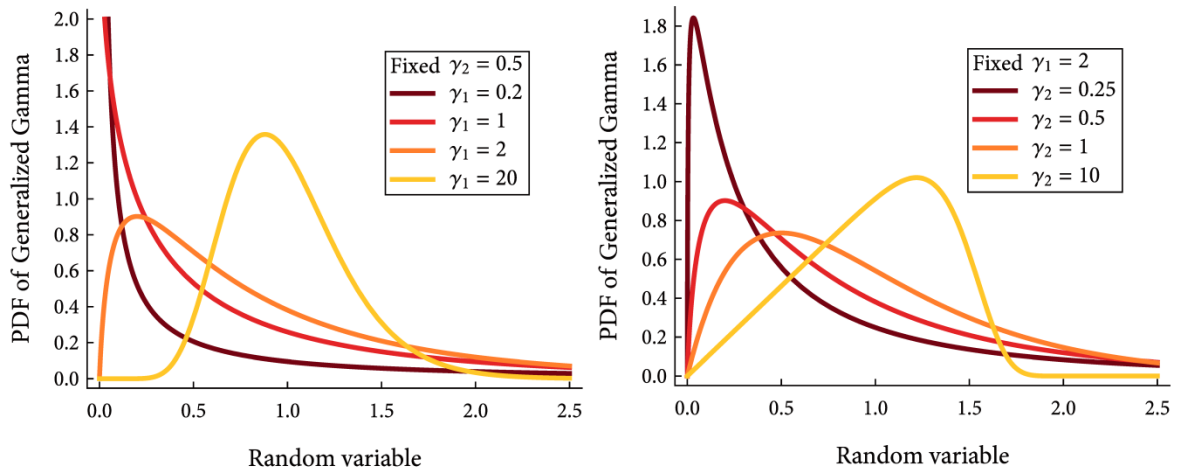 PDF of Generalized Gamma
2.0
1.8
1.6
1.4
1.2
1.0
0.8
0.6
0.4
0.2
0.0
Fixed γ₂ = 0.5
γ₁ = 0.2
γ₁ = 1
γ₁ = 2
γ₁ = 20
0.0 0.5 1.0 1.5 2.0 2.5
Random variable
PDF of Generalized Gamma
1.8
1.6
1.4
1.2
1.0
0.8
0.6
0.4
0.2
0.0
Fixed γ₁ = 2
γ₂ = 0.25
γ₂ = 0.5
γ₂ = 1
γ₂ = 10
0.0 0.5 1.0 1.5 2.0 2.5
Random variable